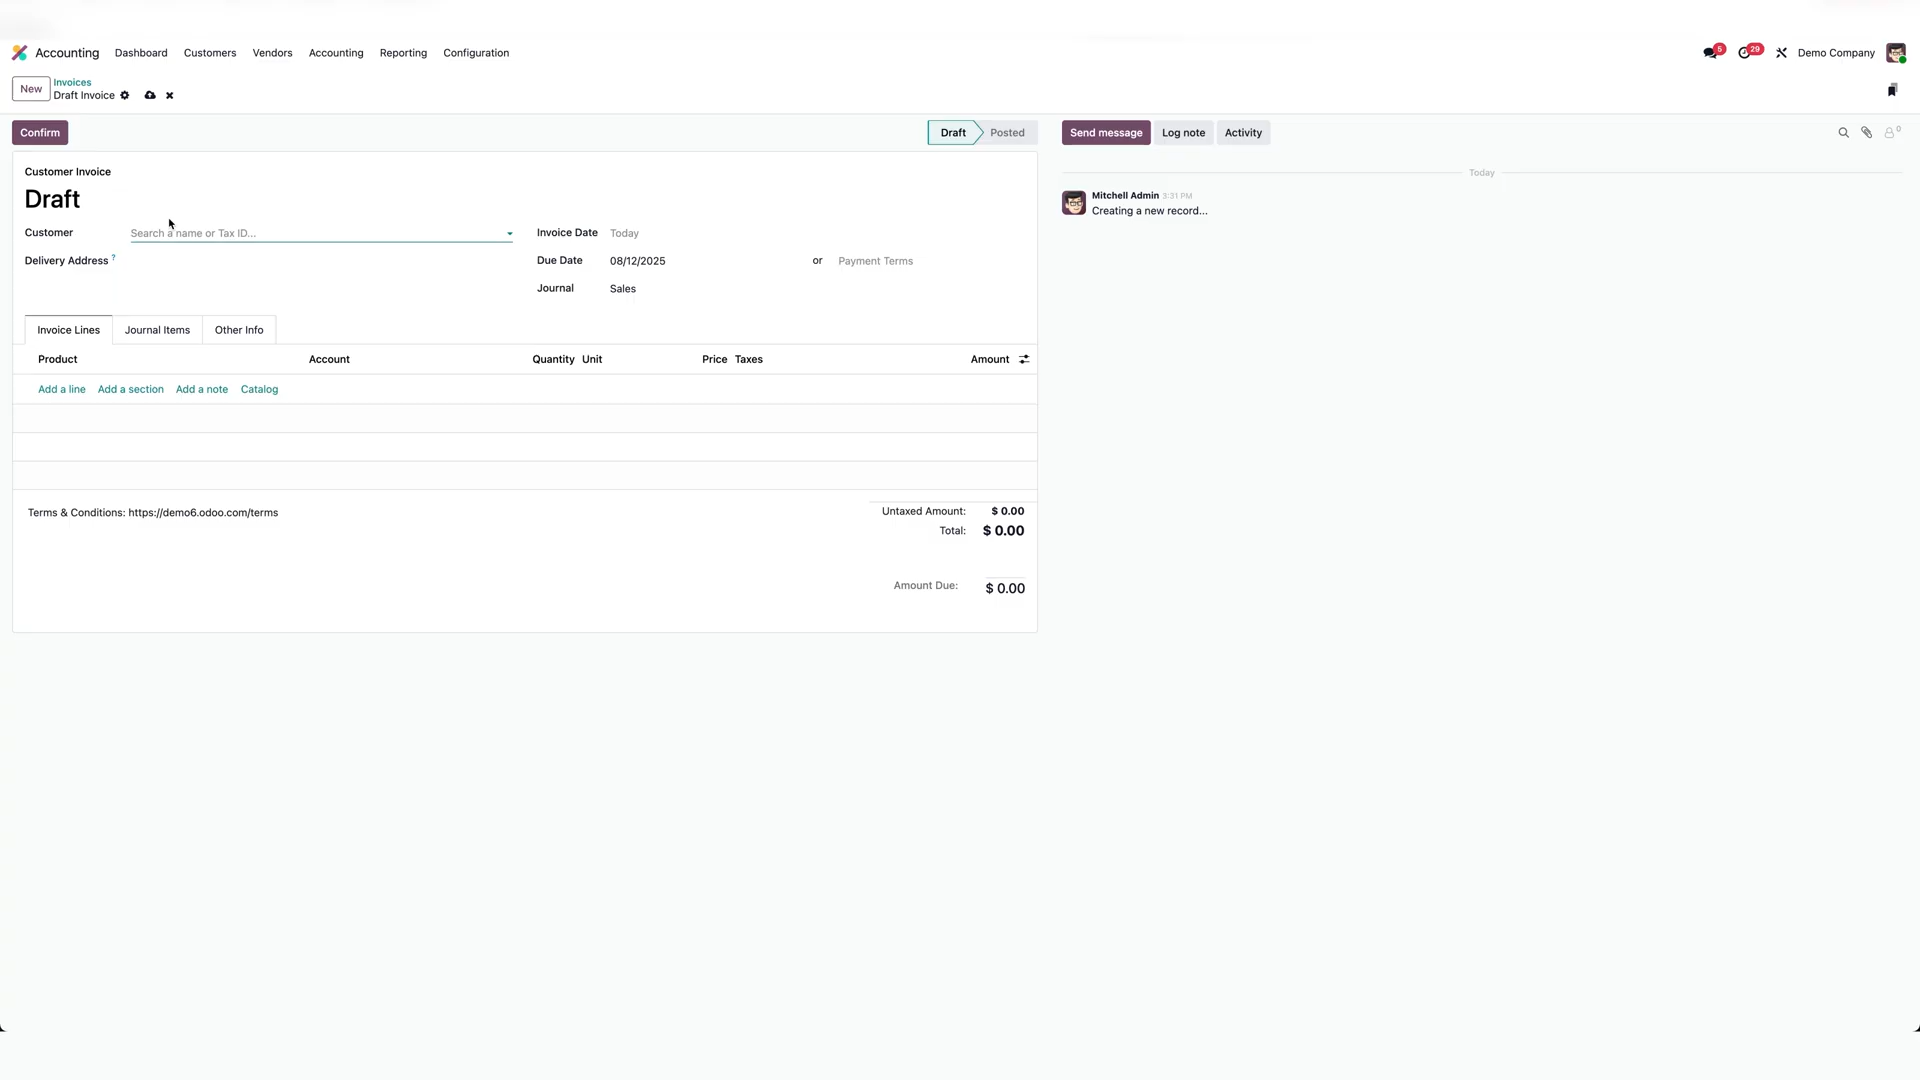 Accounting Dashboard Customers Vendors Accounting Reporting Configuration 5 29 Demo Company
New Invoices
Draft Invoice
Confirm Draft Posted Send message Log note Activity 0
Customer Invoice Today
Draft Mitchell Admin 3:31 PM
Creating a new record...
Customer Search a name or Tax ID... Invoice Date Today
Delivery Address ? Due Date 08/12/2025 or Payment Terms
Journal Sales
Invoice Lines Journal Items Other Info
Product Account Quantity Unit Price Taxes Amount
Add a line Add a section Add a note Catalog
Terms & Conditions: https://demo6.odoo.com/terms Untaxed Amount: $ 0.00
Total: $ 0.00
Amount Due: $ 0.00